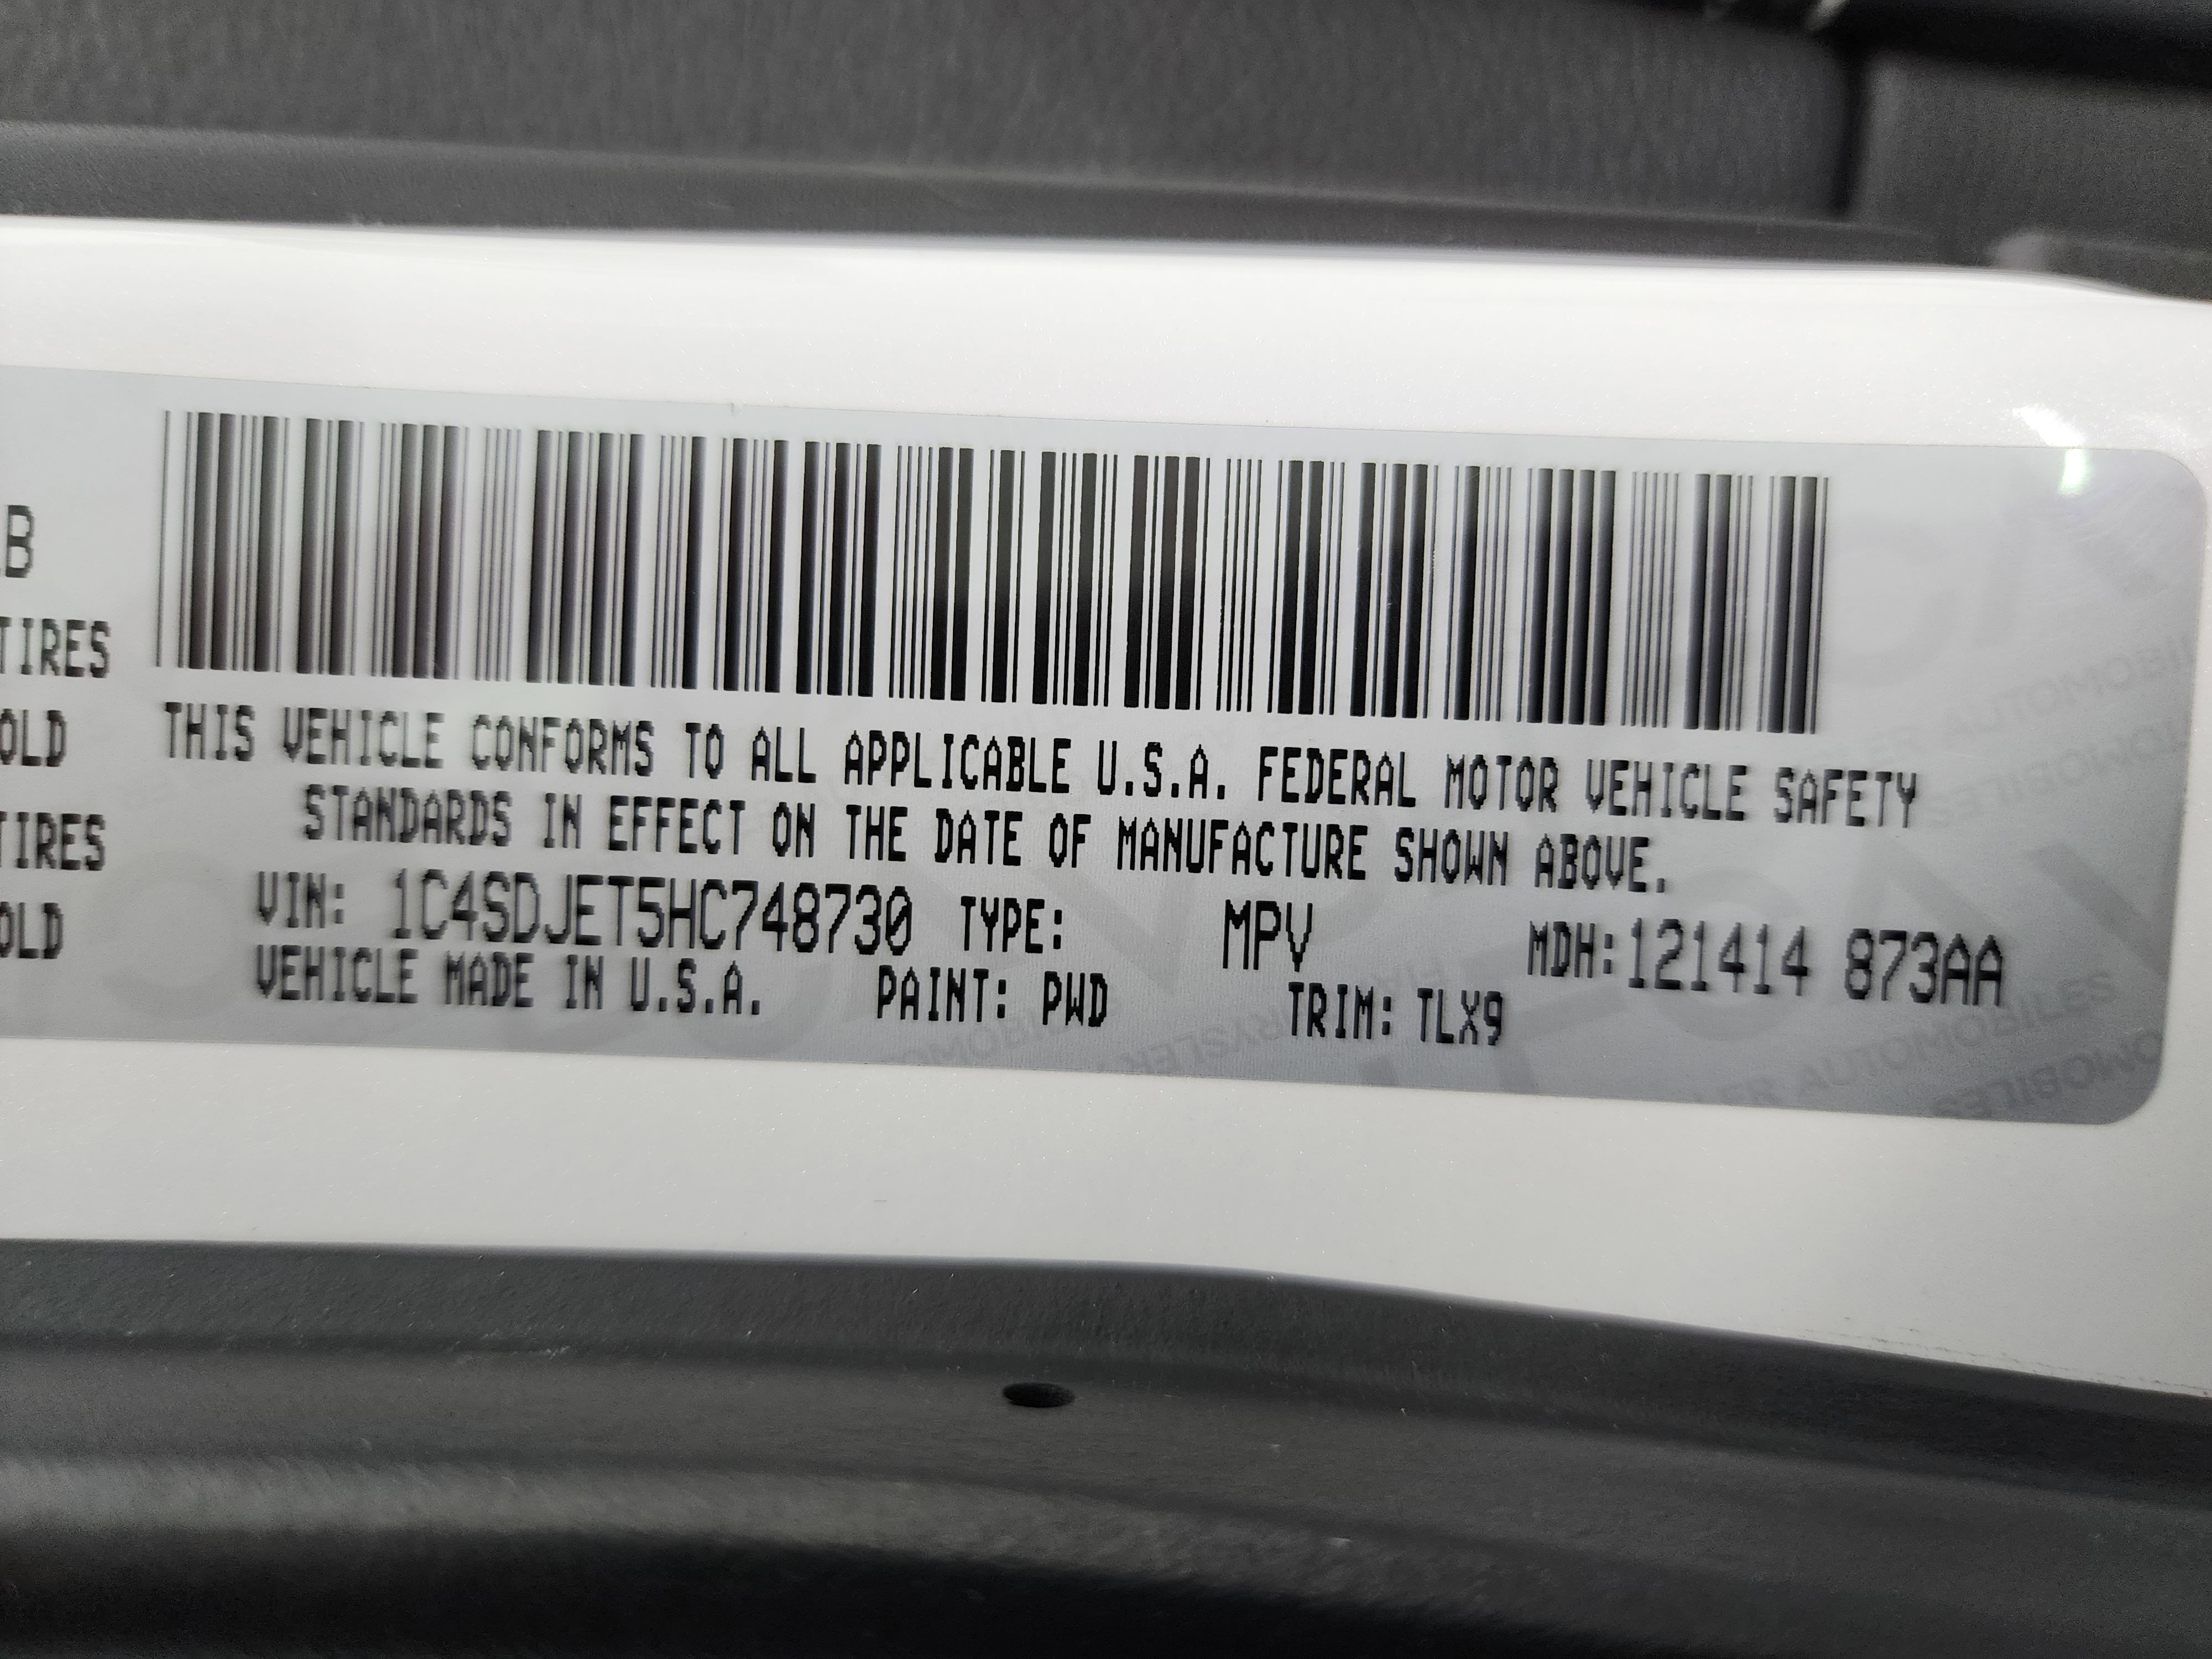 B
TIRES
OLD
TIRES
OLD
THIS VEHICLE CONFORMS TO ALL APPLICABLE U.S.A. FEDERAL MOTOR VEHICLE SAFETY
STANDARDS IN EFFECT ON THE DATE OF MANUFACTURE SHOWN ABOVE.
VIN: 1C4SDJET5HC748730 TYPE: MPV MDH:121414 873AA
VEHICLE MADE IN U.S.A. PAINT: PWD TRIM: TLX9
AUTOMOBILES